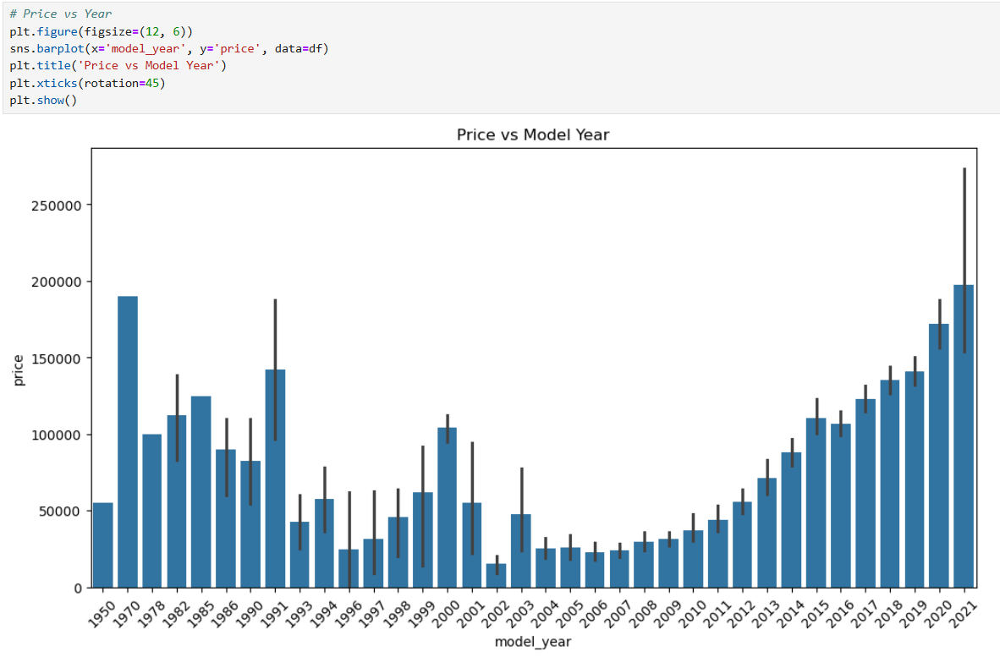 # Price vs Year
plt.figure(figsize=(12, 6))
sns.barplot(x='model_year', y='price', data=df)
plt.title('Price vs Model Year')
plt.xticks(rotation=45)
plt.show()
Price vs Model Year
250000
200000
150000
100000
50000
0
price
1950 1970 1978 1982 1985 1986 1990 1991 1993 1994 1996 1997 1998 1999 2000 2001 2002 2003 2004 2005 2006 2007 2008 2009 2010 2011 2012 2013 2014 2015 2016 2017 2018 2019 2020 2021
model_year